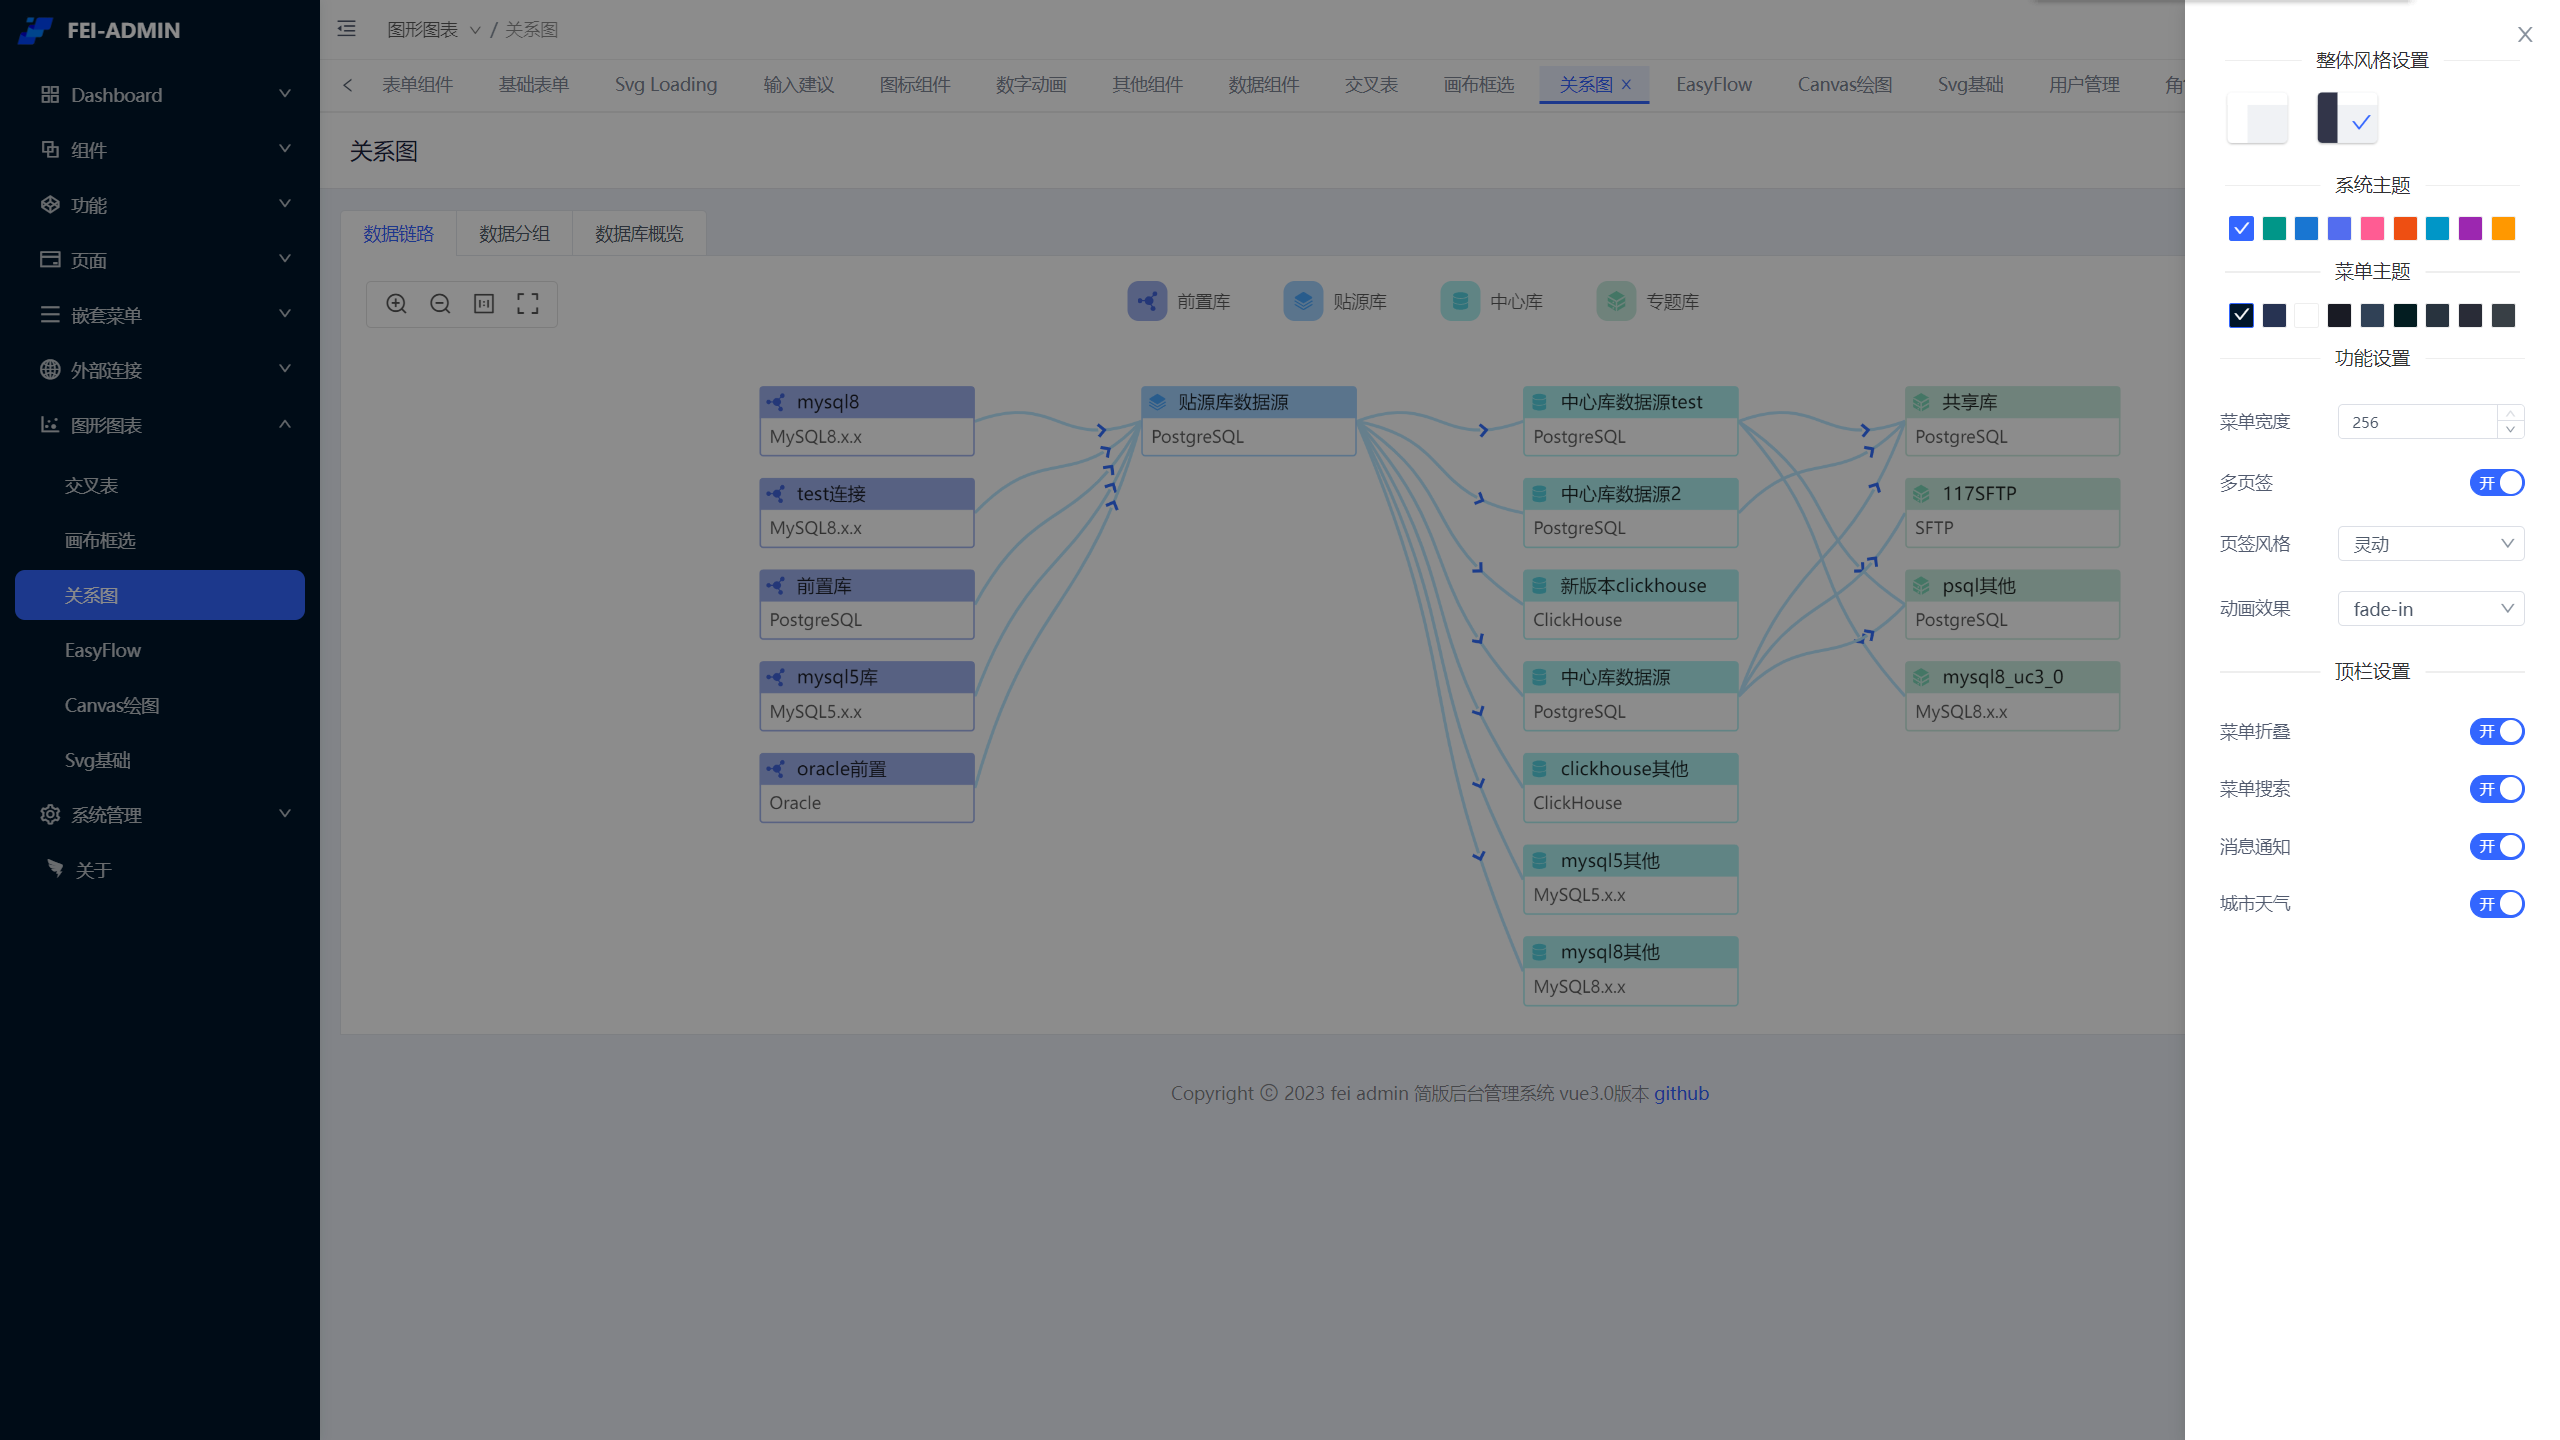 FEI-ADMIN
Dashboard
组件
功能
页面
嵌套菜单
外部连接
图形图表
交叉表
画布框选
关系图
EasyFlow
Canvas绘图
Svg基础
系统管理
关于
图形图表 / 关系图
表单组件 基础表单 Svg Loading 输入建议 图标组件 数字动画 其他组件 数据组件 交叉表 画布框选 关系图 EasyFlow Canvas绘图 Svg基础 用户管理
关系图
数据链路 数据分组 数据库概览
前置库 贴源库 中心库 专题库
mysql8
MySQL8.x.x
test连接
MySQL8.x.x
前置库
PostgreSQL
mysql5库
MySQL5.x.x
oracle前置
Oracle
贴源库数据源
PostgreSQL
中心库数据源test
PostgreSQL
中心库数据源2
PostgreSQL
新版本clickhouse
ClickHouse
中心库数据源
PostgreSQL
clickhouse其他
ClickHouse
mysql5其他
MySQL5.x.x
mysql8其他
MySQL8.x.x
共享库
PostgreSQL
117SFTP
SFTP
psql其他
PostgreSQL
mysql8_uc3_0
MySQL8.x.x
Copyright © 2023 fei admin 简版后台管理系统 vue3.0版本 github
整体风格设置
系统主题
菜单主题
功能设置
菜单宽度 256
多页签 开
页签风格 灵动
动画效果 fade-in
顶栏设置
菜单折叠 开
菜单搜索 开
消息通知 开
城市天气 开